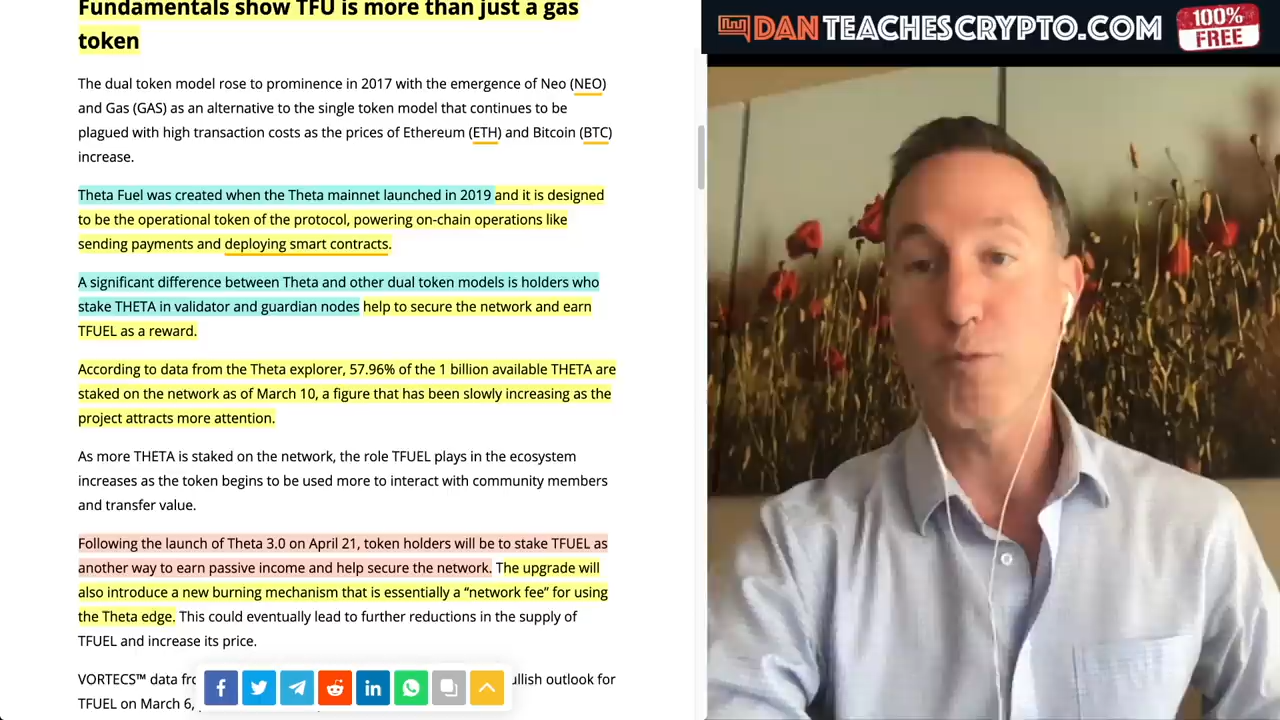 Fundamentals show TFU is more than just a gas
token
The dual token model rose to prominence in 2017 with the emergence of Neo (NEO)
and Gas (GAS) as an alternative to the single token model that continues to be
plagued with high transaction costs as the prices of Ethereum (ETH) and Bitcoin (BTC)
increase.
Theta Fuel was created when the Theta mainnet launched in 2019 and it is designed
to be the operational token of the protocol, powering on-chain operations like
sending payments and deploying smart contracts.
A significant difference between Theta and other dual token models is holders who
stake THETA in validator and guardian nodes help to secure the network and earn
TFUEL as a reward.
According to data from the Theta explorer, 57.96% of the 1 billion available THETA are
staked on the network as of March 10, a figure that has been slowly increasing as the
project attracts more attention.
As more THETA is staked on the network, the role TFUEL plays in the ecosystem
increases as the token begins to be used more to interact with community members
and transfer value.
Following the launch of Theta 3.0 on April 21, token holders will be to stake TFUEL as
another way to earn passive income and help secure the network. The upgrade will
also introduce a new burning mechanism that is essentially a “network fee” for using
the Theta edge. This could eventually lead to further reductions in the supply of
TFUEL and increase its price.
VORTECS™ data fro ullish outlook for
TFUEL on March 6,
DANTEACHESCRYPTO.COM
100%
FREE